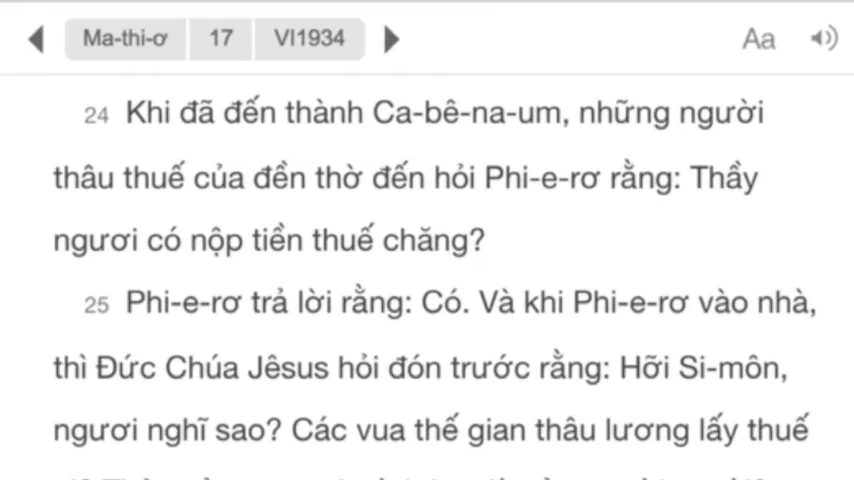 Ma-thi-ơ 17 VI1934 Aa
24 Khi đã đến thành Ca-bê-na-um, những người
thâu thuế của đền thờ đến hỏi Phi-e-rơ rằng: Thầy
ngươi có nộp tiền thuế chăng?
25 Phi-e-rơ trả lời rằng: Có. Và khi Phi-e-rơ vào nhà,
thì Đức Chúa Jêsus hỏi đón trước rằng: Hỡi Si-môn,
ngươi nghĩ sao? Các vua thế gian thâu lương lấy thuế